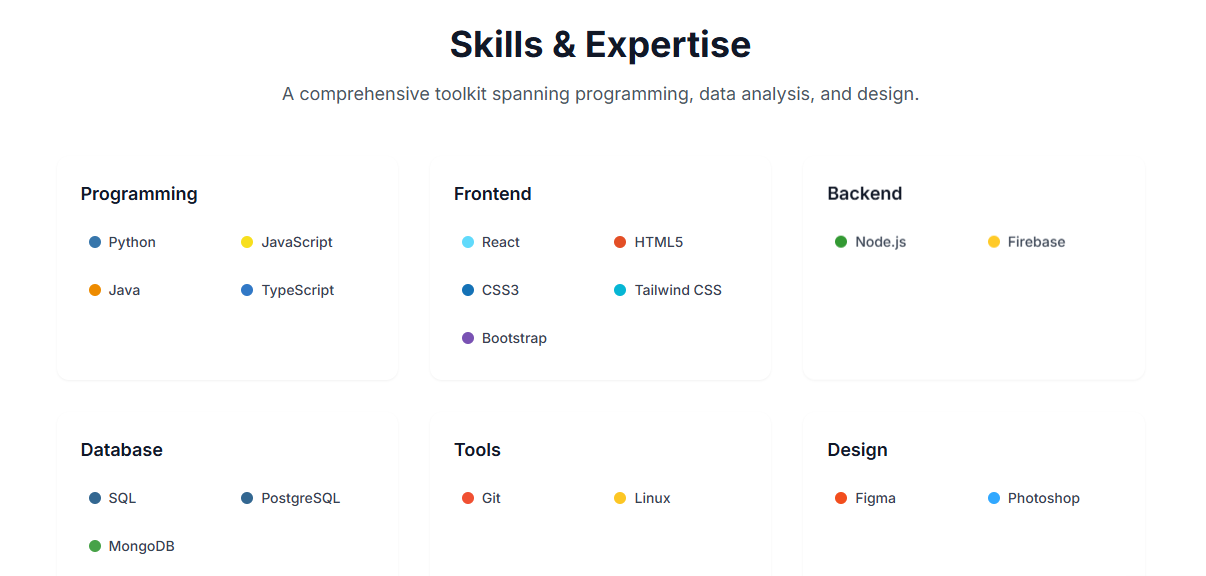 Skills & Expertise
A comprehensive toolkit spanning programming, data analysis, and design.
Programming
Python
JavaScript
Java
TypeScript
Frontend
React
HTML5
CSS3
Tailwind CSS
Bootstrap
Backend
Node.js
Firebase
Database
SQL
PostgreSQL
MongoDB
Tools
Git
Linux
Design
Figma
Photoshop